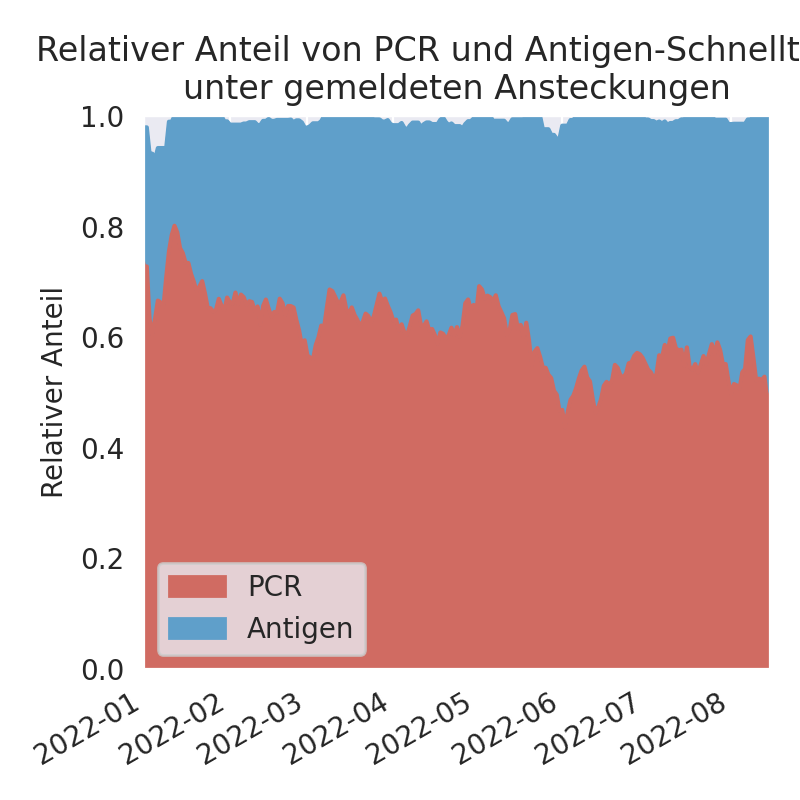 Relativer Anteil von PCR und Antigen-Schnellt
unter gemeldeten Ansteckungen
1.0
0.8
0.6
0.4
0.2
0.0
Relativer Anteil
PCR
Antigen
2022-01
2022-02
2022-03
2022-04
2022-05
2022-06
2022-07
2022-08